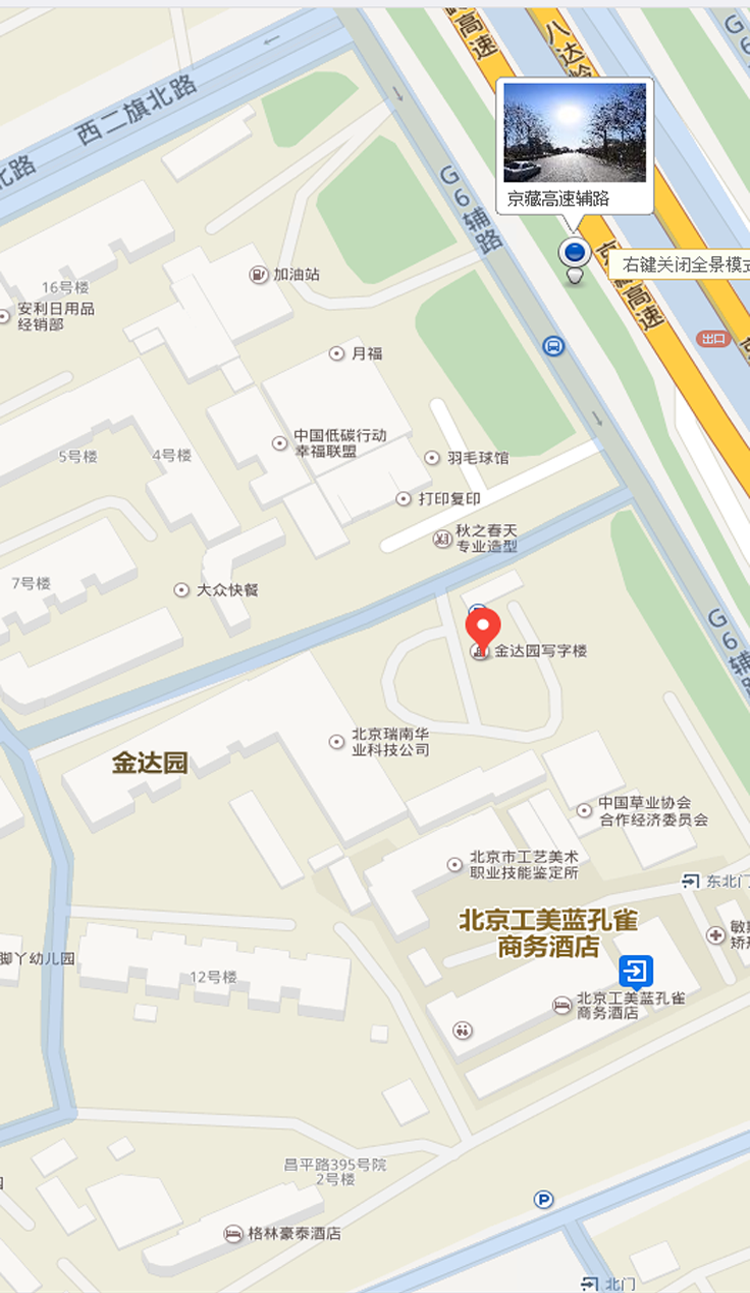 高速
八达岭
G6
西二旗北路
北路
G6辅路
京藏高速辅路
京藏高速
右键关闭全景模式
加油站
16号楼
安利日用品
经销部
出口
京
月福
中国低碳行动
幸福联盟
5号楼
4号楼
羽毛球馆
打印复印
秋之春天
专业造型
7号楼
大众快餐
G6辅路
金达园写字楼
北京瑞南华
业科技公司
金达园
中国草业协会
合作经济委员会
北京市工艺美术
职业技能鉴定所
东北门
北京工美蓝孔雀
商务酒店
脚丫幼儿园
12号楼
北京工美蓝孔雀
商务酒店
昌平路395号院
2号楼
P
格林豪泰酒店
北门